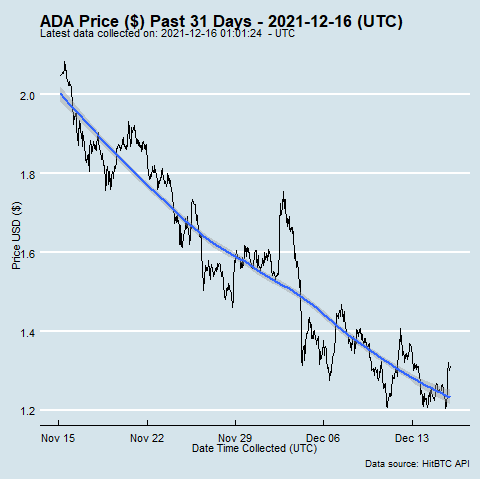 ADA Price ($) Past 31 Days - 2021-12-16 (UTC)
Latest data collected on: 2021-12-16 01:01:24 - UTC
Price USD ($)
2.0
1.8
1.6
1.4
1.2
Nov 15 Nov 22 Nov 29 Dec 06 Dec 13
Date Time Collected (UTC)
Data source: HitBTC API